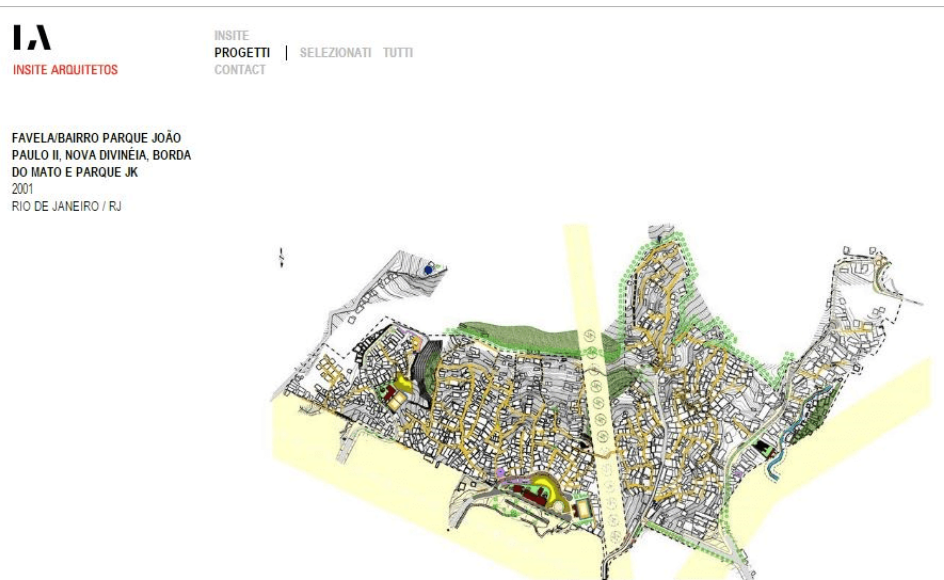 IA
INSITE ARQUITETOS
INSITE
PROGETTI | SELEZIONATI TUTTI
CONTACT
FAVELA/BAIRRO PARQUE JOÃO
PAULO II, NOVA DIVINÉIA, BORDA
DO MATO E PARQUE JK
2001
RIO DE JANEIRO / RJ